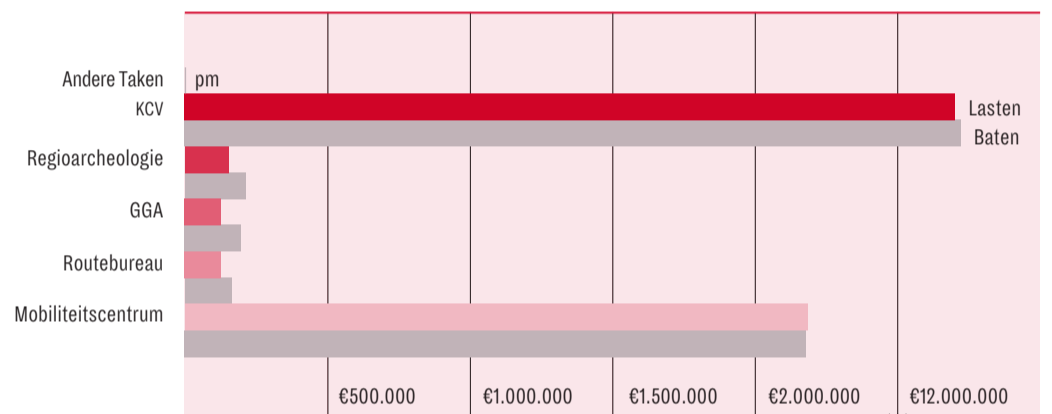 Andere Taken pm
KCV Lasten
Baten
Regioarcheologie
GGA
Routebureau
Mobiliteitscentrum
€500.000 €1.000.000 €1.500.000 €2.000.000 €12.000.000